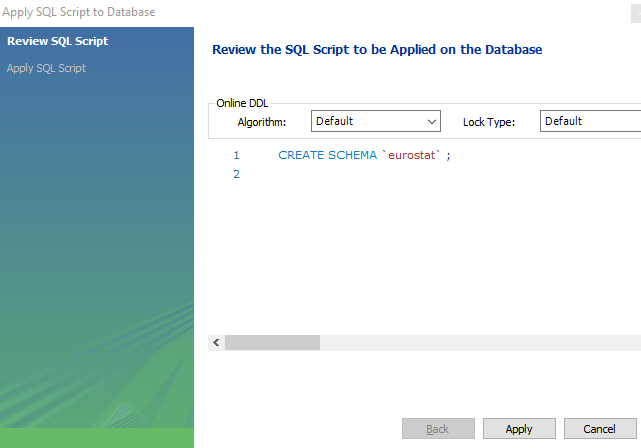 Apply SQL Script to Database
Review SQL Script
Apply SQL Script
Review the SQL Script to be Applied on the Database
Online DDL
Algorithm: Default Lock Type: Default
1 CREATE SCHEMA `eurostat` ;
2
Back Apply Cancel